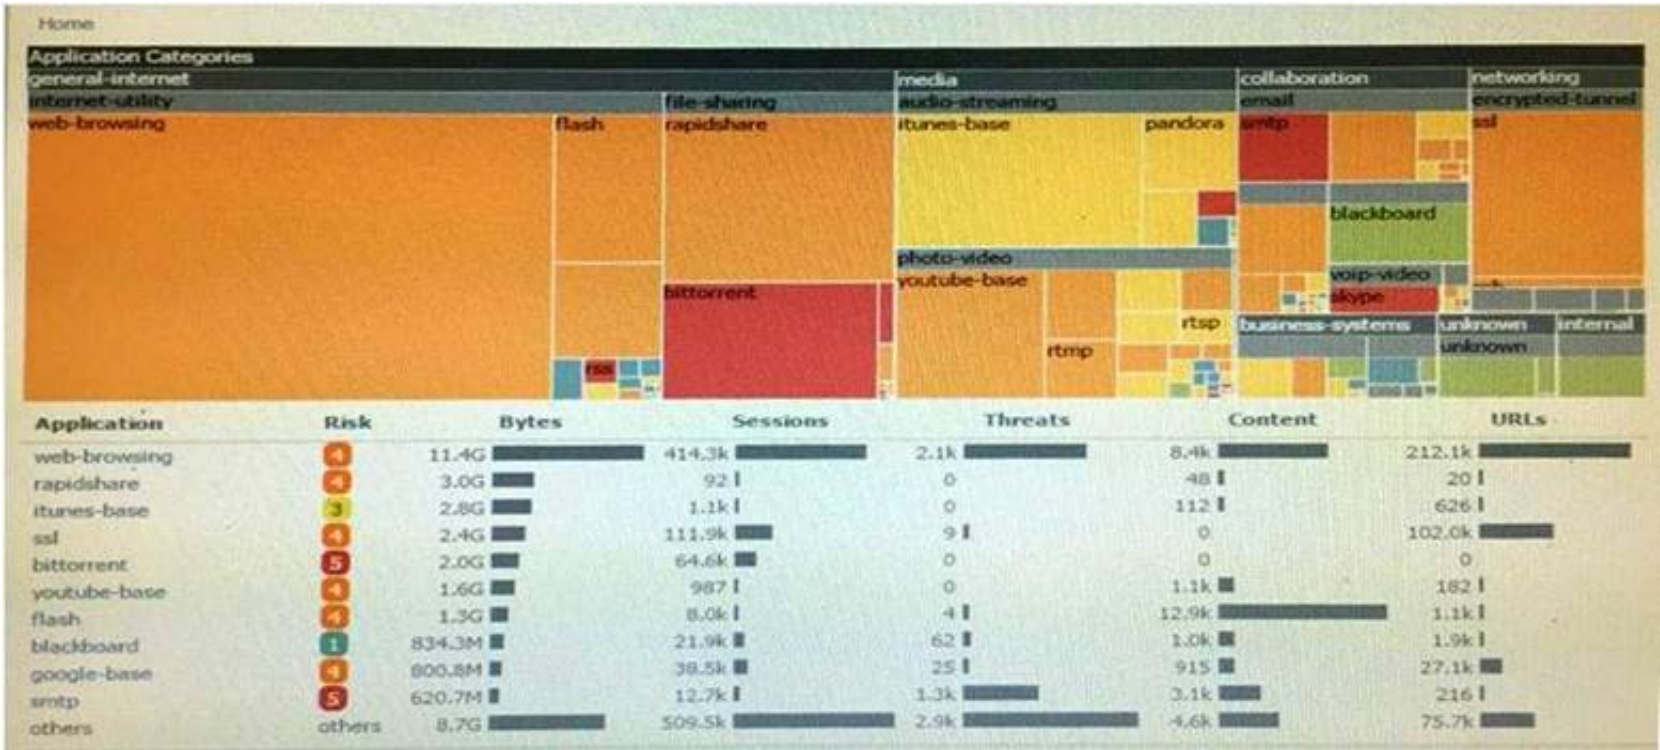 Home
Application Categories
general-internet media collaboration networking
internet-utility file-sharing audio-streaming email encrypted-tunnel
web-browsing flash rapidshare itunes-base pandora smtp ssl
blackboard
photo-video
voip-video
youtube-base
bittorrent skype
rtsp business-systems unknown internal
unknown
rtmp
rss
Application Risk Bytes Sessions Threats Content URLs
web-browsing 4 11.4G 414.3k 2.1k 8.4k 212.1k
rapidshare 4 3.0G 92 0 48 20
itunes-base 3 2.8G 1.1k 0 112 626
ssl 4 2.4G 111.9k 9 0 102.0k
bittorrent 5 2.0G 64.6k 0 0 0
youtube-base 4 1.6G 987 0 1.1k 182
flash 4 1.3G 8.0k 4 12.9k 1.1k
blackboard 1 834.3M 21.9k 62 1.0k 1.9k
google-base 4 800.8M 38.5k 25 915 27.1k
smtp 5 620.7M 12.7k 1.3k 3.1k 216
others others 8.7G 509.5k 2.9k 4.6k 75.7k